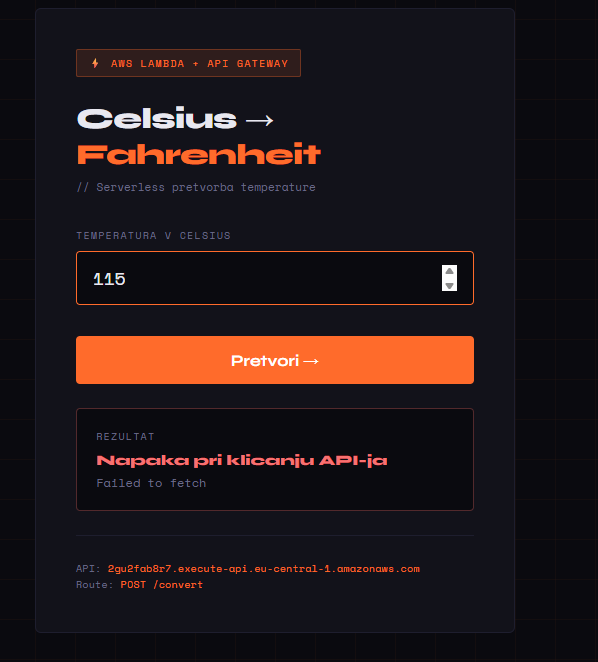 AWS LAMBDA + API GATEWAY
Celsius →
Fahrenheit
// Serverless pretvorba temperature
TEMPERATURA V CELSIUS
115
Pretvori →
REZULTAT
Napaka pri klicanju API-ja
Failed to fetch
API: 2gu2fab8r7.execute-api.eu-central-1.amazonaws.com
Route: POST /convert